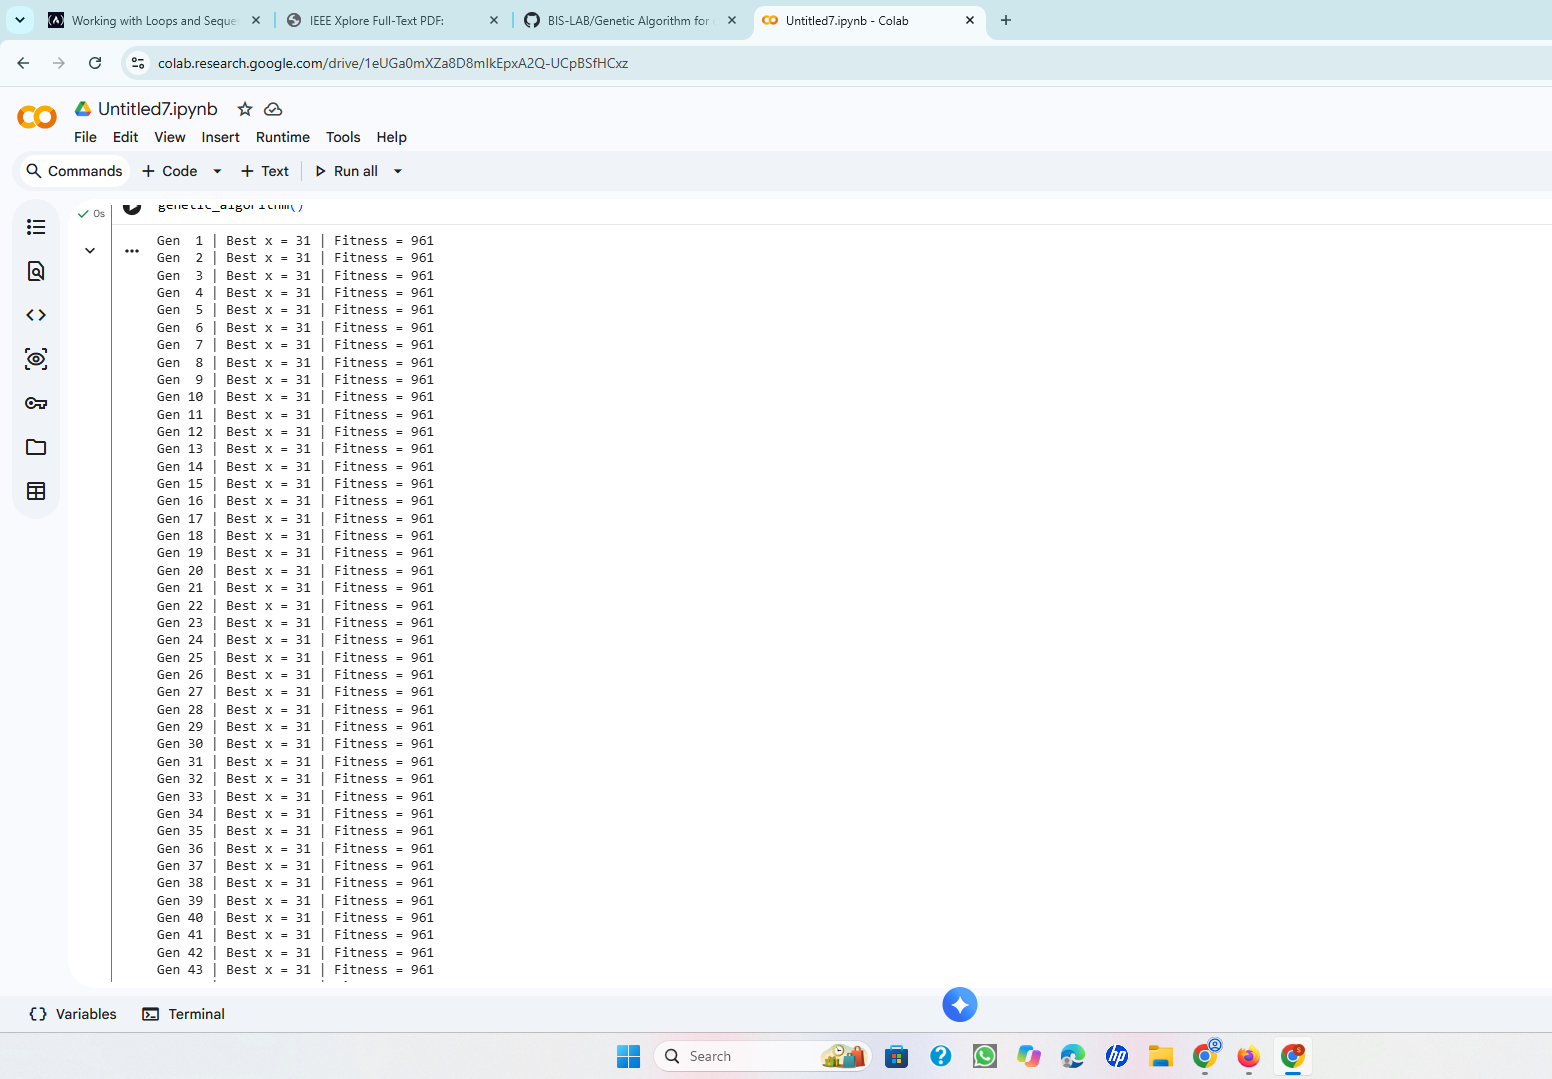 Working with Loops and Seque
IEEE Xplore Full-Text PDF:
BIS-LAB/Genetic Algorithm for
Untitled7.ipynb - Colab
colab.research.google.com/drive/1eUGa0mXZa8D8mIkEpxA2Q-UCpBSfHCxz
Untitled7.ipynb
File Edit View Insert Runtime Tools Help
Commands + Code + Text Run all
0s genetic_algorithm()
Gen  1 | Best x = 31 | Fitness = 961
Gen  2 | Best x = 31 | Fitness = 961
Gen  3 | Best x = 31 | Fitness = 961
Gen  4 | Best x = 31 | Fitness = 961
Gen  5 | Best x = 31 | Fitness = 961
Gen  6 | Best x = 31 | Fitness = 961
Gen  7 | Best x = 31 | Fitness = 961
Gen  8 | Best x = 31 | Fitness = 961
Gen  9 | Best x = 31 | Fitness = 961
Gen 10 | Best x = 31 | Fitness = 961
Gen 11 | Best x = 31 | Fitness = 961
Gen 12 | Best x = 31 | Fitness = 961
Gen 13 | Best x = 31 | Fitness = 961
Gen 14 | Best x = 31 | Fitness = 961
Gen 15 | Best x = 31 | Fitness = 961
Gen 16 | Best x = 31 | Fitness = 961
Gen 17 | Best x = 31 | Fitness = 961
Gen 18 | Best x = 31 | Fitness = 961
Gen 19 | Best x = 31 | Fitness = 961
Gen 20 | Best x = 31 | Fitness = 961
Gen 21 | Best x = 31 | Fitness = 961
Gen 22 | Best x = 31 | Fitness = 961
Gen 23 | Best x = 31 | Fitness = 961
Gen 24 | Best x = 31 | Fitness = 961
Gen 25 | Best x = 31 | Fitness = 961
Gen 26 | Best x = 31 | Fitness = 961
Gen 27 | Best x = 31 | Fitness = 961
Gen 28 | Best x = 31 | Fitness = 961
Gen 29 | Best x = 31 | Fitness = 961
Gen 30 | Best x = 31 | Fitness = 961
Gen 31 | Best x = 31 | Fitness = 961
Gen 32 | Best x = 31 | Fitness = 961
Gen 33 | Best x = 31 | Fitness = 961
Gen 34 | Best x = 31 | Fitness = 961
Gen 35 | Best x = 31 | Fitness = 961
Gen 36 | Best x = 31 | Fitness = 961
Gen 37 | Best x = 31 | Fitness = 961
Gen 38 | Best x = 31 | Fitness = 961
Gen 39 | Best x = 31 | Fitness = 961
Gen 40 | Best x = 31 | Fitness = 961
Gen 41 | Best x = 31 | Fitness = 961
Gen 42 | Best x = 31 | Fitness = 961
Gen 43 | Best x = 31 | Fitness = 961
Variables Terminal
Search